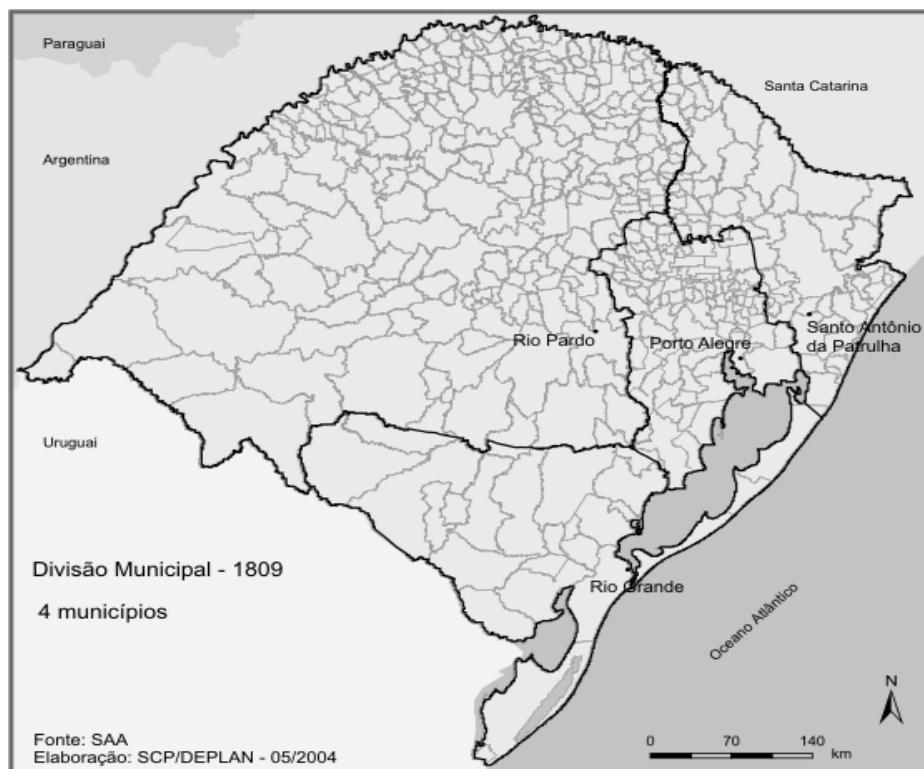 Paraguai
Santa Catarina
Argentina
Santo Antônio
da Patrulha
Rio Pardo
Porto Alegre
Uruguai
Divisão Municipal - 1809
4 municípios
Rio Grande
Oceano Atlântico
N
Fonte: SAA
Elaboração: SCP/DEPLAN - 05/2004
0 70 140
km